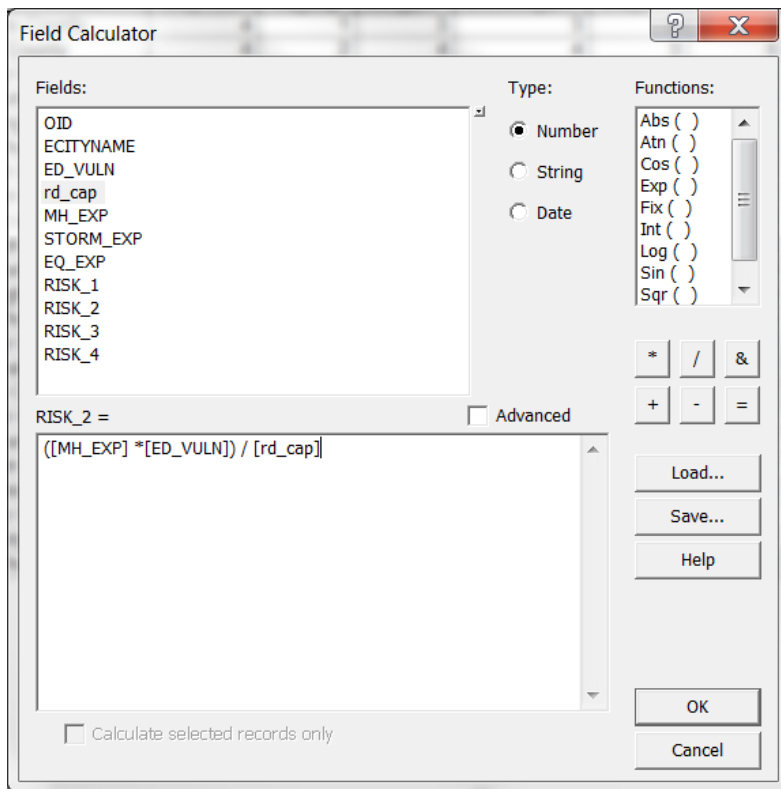 Field Calculator
Fields:
OID
ECITYNAME
ED_VULN
rd_cap
MH_EXP
STORM_EXP
EQ_EXP
RISK_1
RISK_2
RISK_3
RISK_4
Type:
Number
String
Date
Functions:
Abs ( )
Atn ( )
Cos ( )
Exp ( )
Fix ( )
Int ( )
Log ( )
Sin ( )
Sqr ( )
* / &
+ - =
RISK_2 =
Advanced
([MH_EXP] *[ED_VULN]) / [rd_cap]
Load...
Save...
Help
Calculate selected records only
OK
Cancel